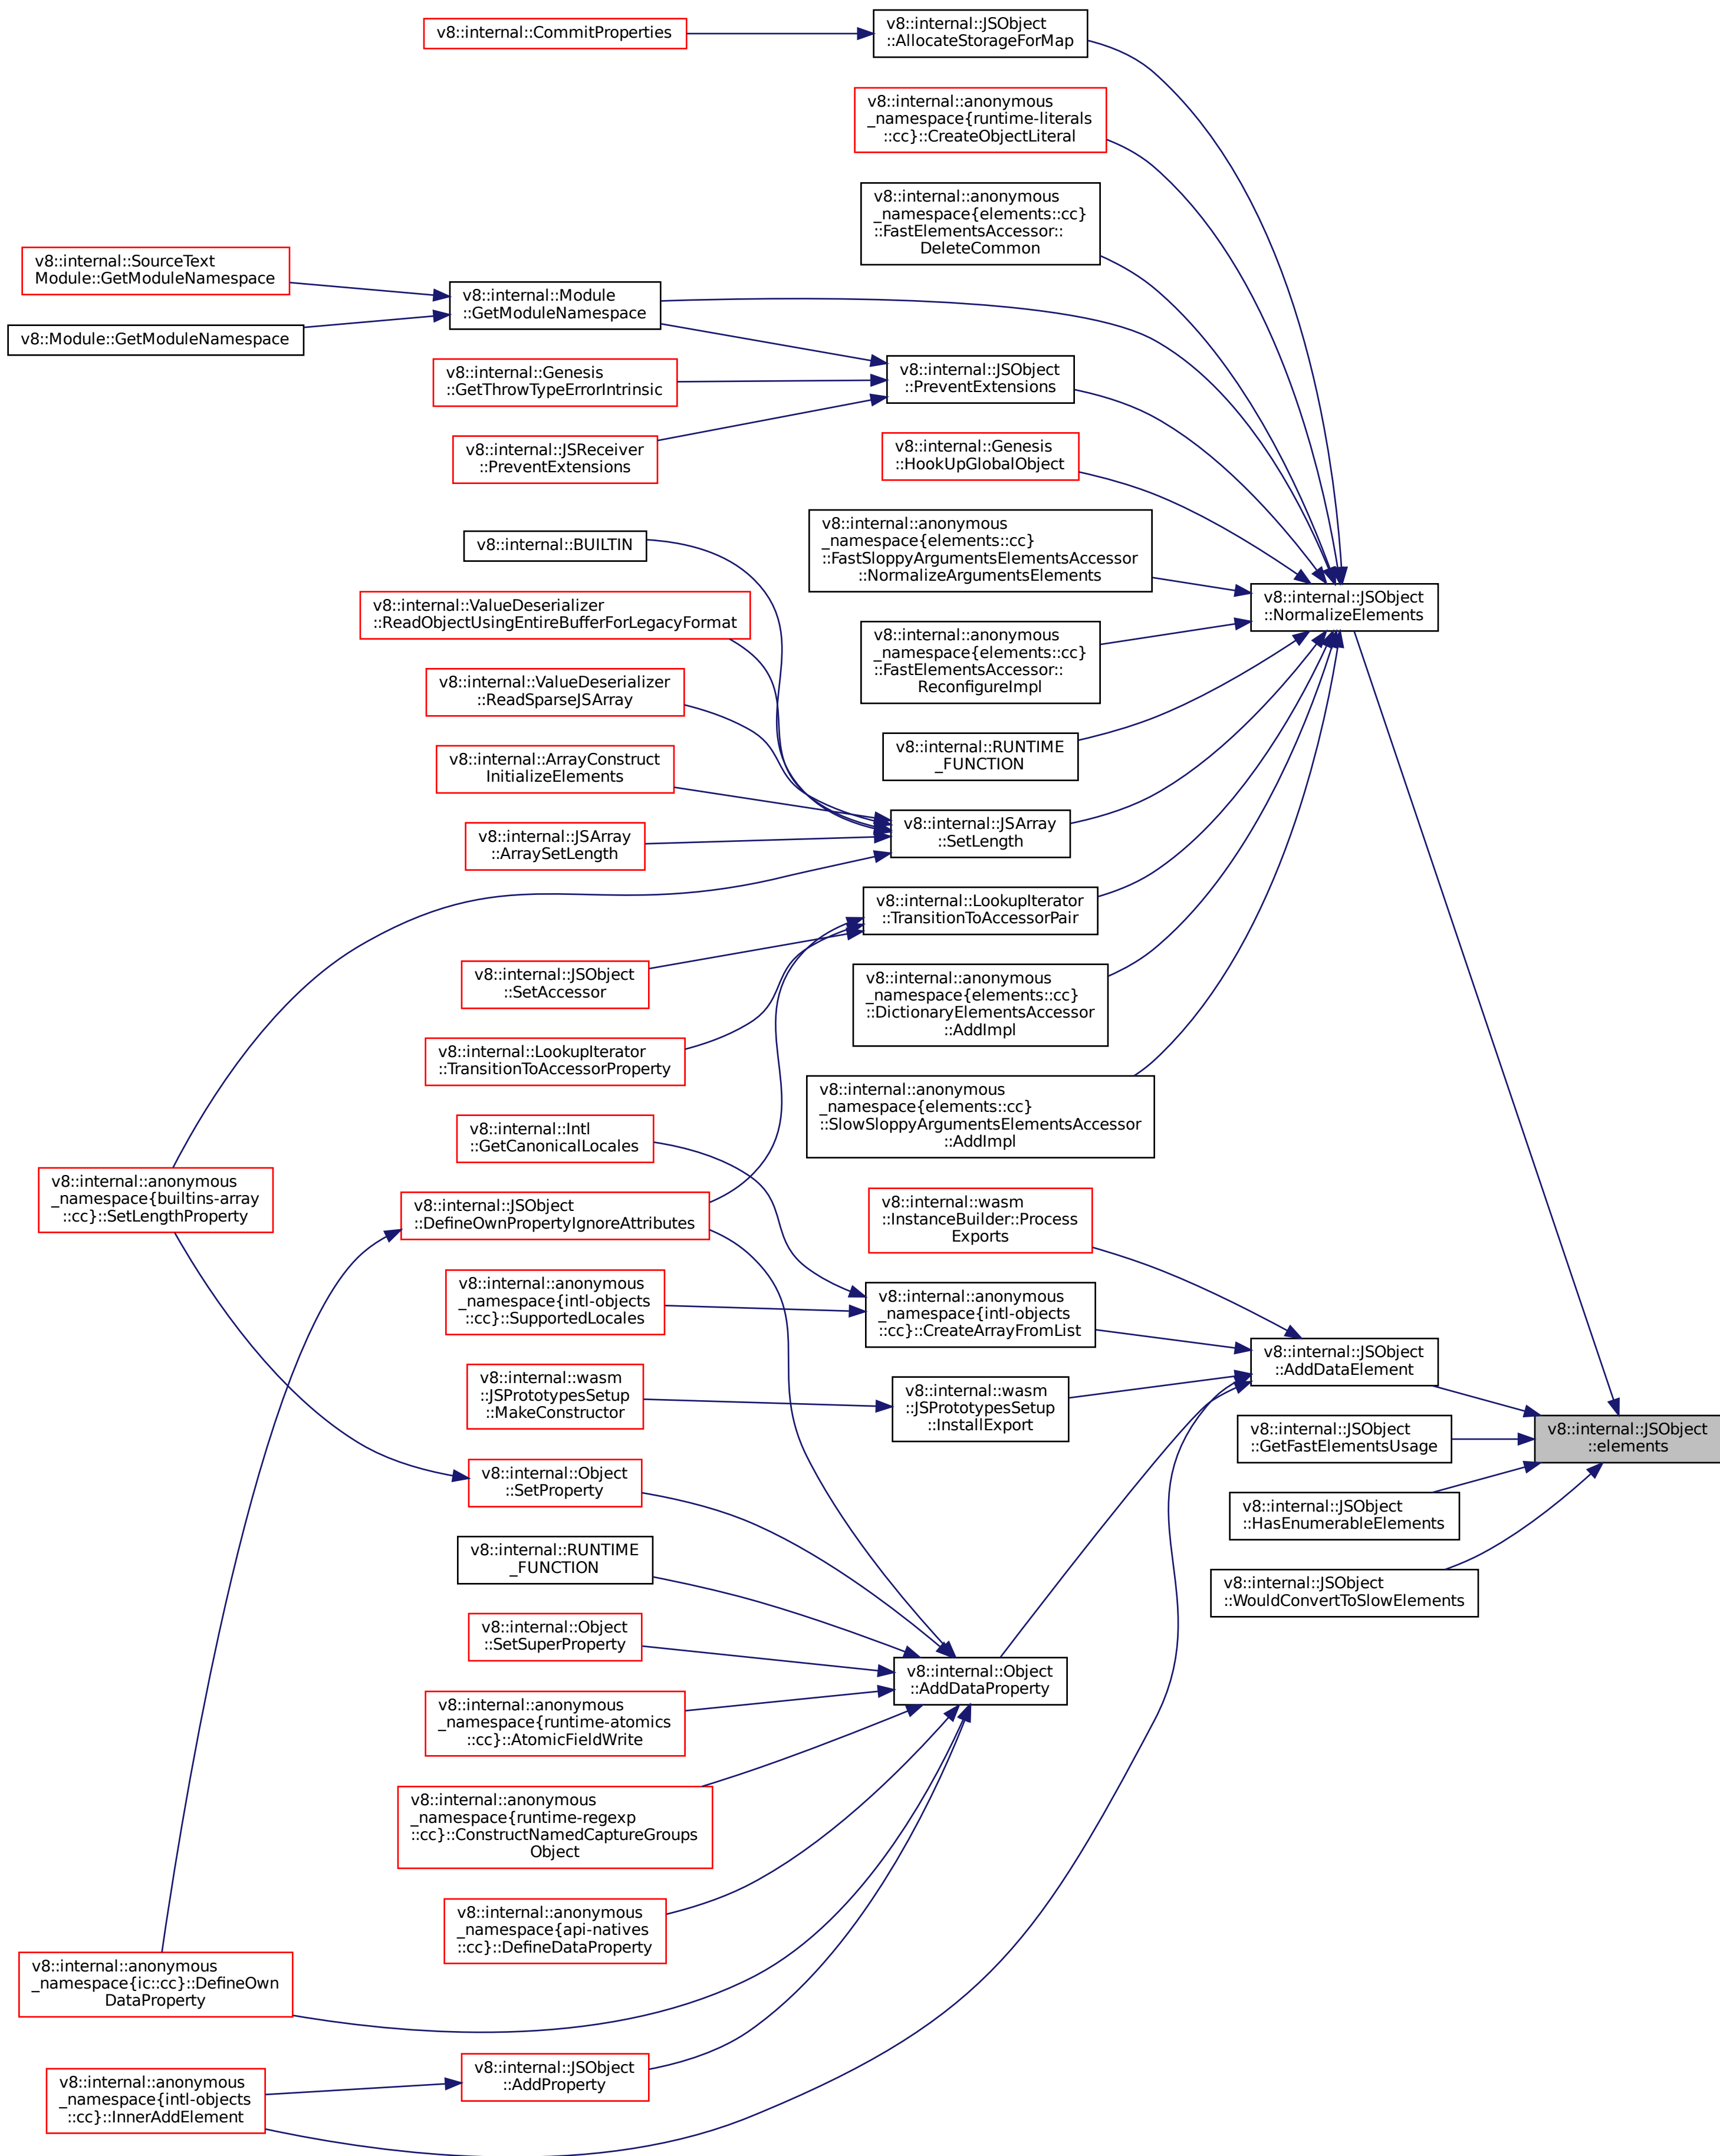 v8::internal::JSObject
::AllocateStorageForMap
v8::internal::CommitProperties
v8::internal::anonymous
_namespace{runtime-literals
::cc}::CreateObjectLiteral
v8::internal::anonymous
_namespace{elements::cc}
::FastElementsAccessor::
DeleteCommon
v8::internal::SourceText
Module::GetModuleNamespace
v8::internal::Module
::GetModuleNamespace
v8::Module::GetModuleNamespace
v8::internal::JSObject
::PreventExtensions
v8::internal::Genesis
::GetThrowTypeErrorIntrinsic
v8::internal::JSReceiver
::PreventExtensions
v8::internal::Genesis
::HookUpGlobalObject
v8::internal::anonymous
_namespace{elements::cc}
::FastSloppyArgumentsElementsAccessor
::NormalizeArgumentsElements
v8::internal::BUILTIN
v8::internal::JSObject
::NormalizeElements
v8::internal::ValueDeserializer
::ReadObjectUsingEntireBufferForLegacyFormat
v8::internal::anonymous
_namespace{elements::cc}
::FastElementsAccessor::
ReconfigureImpl
v8::internal::ValueDeserializer
::ReadSparseJSArray
v8::internal::RUNTIME
_FUNCTION
v8::internal::ArrayConstruct
InitializeElements
v8::internal::JSArray
::SetLength
v8::internal::JSArray
::ArraySetLength
v8::internal::LookupIterator
::TransitionToAccessorPair
v8::internal::JSObject
::SetAccessor
v8::internal::anonymous
_namespace{elements::cc}
::DictionaryElementsAccessor
::AddImpl
v8::internal::LookupIterator
::TransitionToAccessorProperty
v8::internal::anonymous
_namespace{elements::cc}
::SlowSloppyArgumentsElementsAccessor
::AddImpl
v8::internal::Intl
::GetCanonicalLocales
v8::internal::anonymous
_namespace{builtins-array
::cc}::SetLengthProperty
v8::internal::JSObject
::DefineOwnPropertyIgnoreAttributes
v8::internal::wasm
::InstanceBuilder::Process
Exports
v8::internal::anonymous
_namespace{intl-objects
::cc}::SupportedLocales
v8::internal::anonymous
_namespace{intl-objects
::cc}::CreateArrayFromList
v8::internal::JSObject
::AddDataElement
v8::internal::wasm
::JSPrototypesSetup
::MakeConstructor
v8::internal::wasm
::JSPrototypesSetup
::InstallExport
v8::internal::JSObject
::GetFastElementsUsage
v8::internal::JSObject
::elements
v8::internal::Object
::SetProperty
v8::internal::JSObject
::HasEnumerableElements
v8::internal::RUNTIME
_FUNCTION
v8::internal::JSObject
::WouldConvertToSlowElements
v8::internal::Object
::SetSuperProperty
v8::internal::Object
::AddDataProperty
v8::internal::anonymous
_namespace{runtime-atomics
::cc}::AtomicFieldWrite
v8::internal::anonymous
_namespace{runtime-regexp
::cc}::ConstructNamedCaptureGroups
Object
v8::internal::anonymous
_namespace{api-natives
::cc}::DefineDataProperty
v8::internal::anonymous
_namespace{ic::cc}::DefineOwn
DataProperty
v8::internal::JSObject
::AddProperty
v8::internal::anonymous
_namespace{intl-objects
::cc}::InnerAddElement